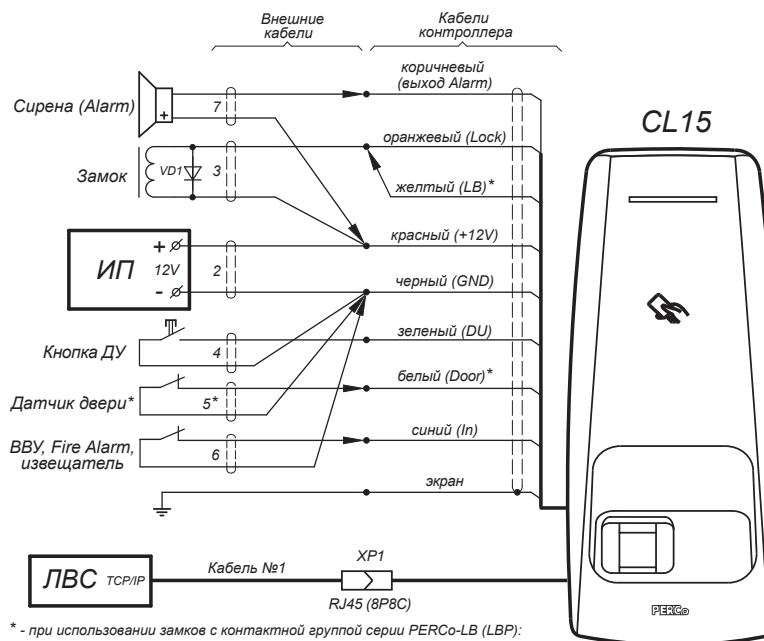 Внешние кабели
Кабели контроллера
Сирена (Alarm)
+
7
коричневый
(выход Alarm)
CL15
оранжевый (Lock)
Замок
VD1
3
желтый (LB)*
красный (+12V)
ИП
+
12V
-
2
черный (GND)
зеленый (DU)
Кнопка ДУ
4
белый (Door)*
Датчик двери*
5*
синий (In)
ВВУ, Fire Alarm,
извещатель
6
экран
ЛВС TCP/IP
Кабель №1
XP1
RJ45 (8P8C)
PERCo
* - при использовании замков с контактной группой серии PERCo-LB (LBP):